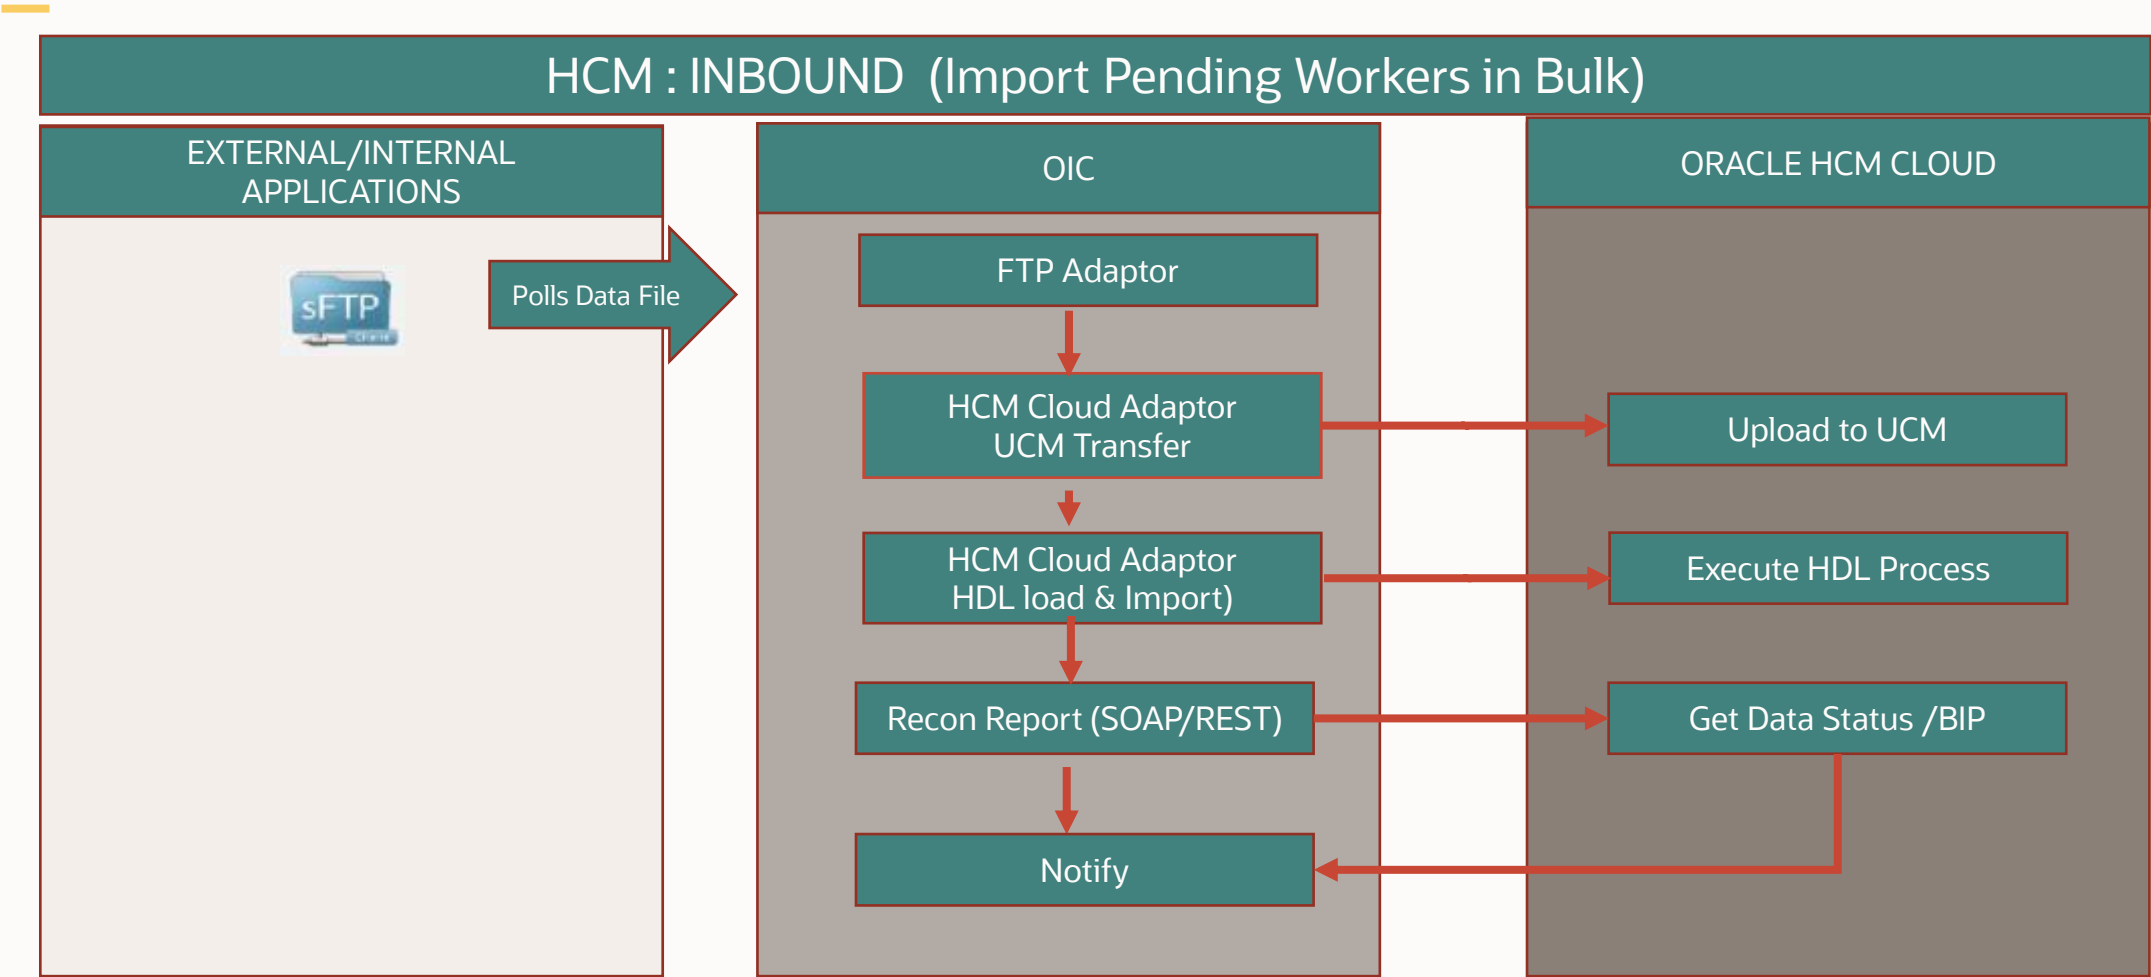 HCM : INBOUND (Import Pending Workers in Bulk)
EXTERNAL/INTERNAL
APPLICATIONS
sFTP
Polls Data File
OIC
FTP Adaptor
HCM Cloud Adaptor
UCM Transfer
HCM Cloud Adaptor
HDL load & Import)
Recon Report (SOAP/REST)
Notify
ORACLE HCM CLOUD
Upload to UCM
Execute HDL Process
Get Data Status /BIP